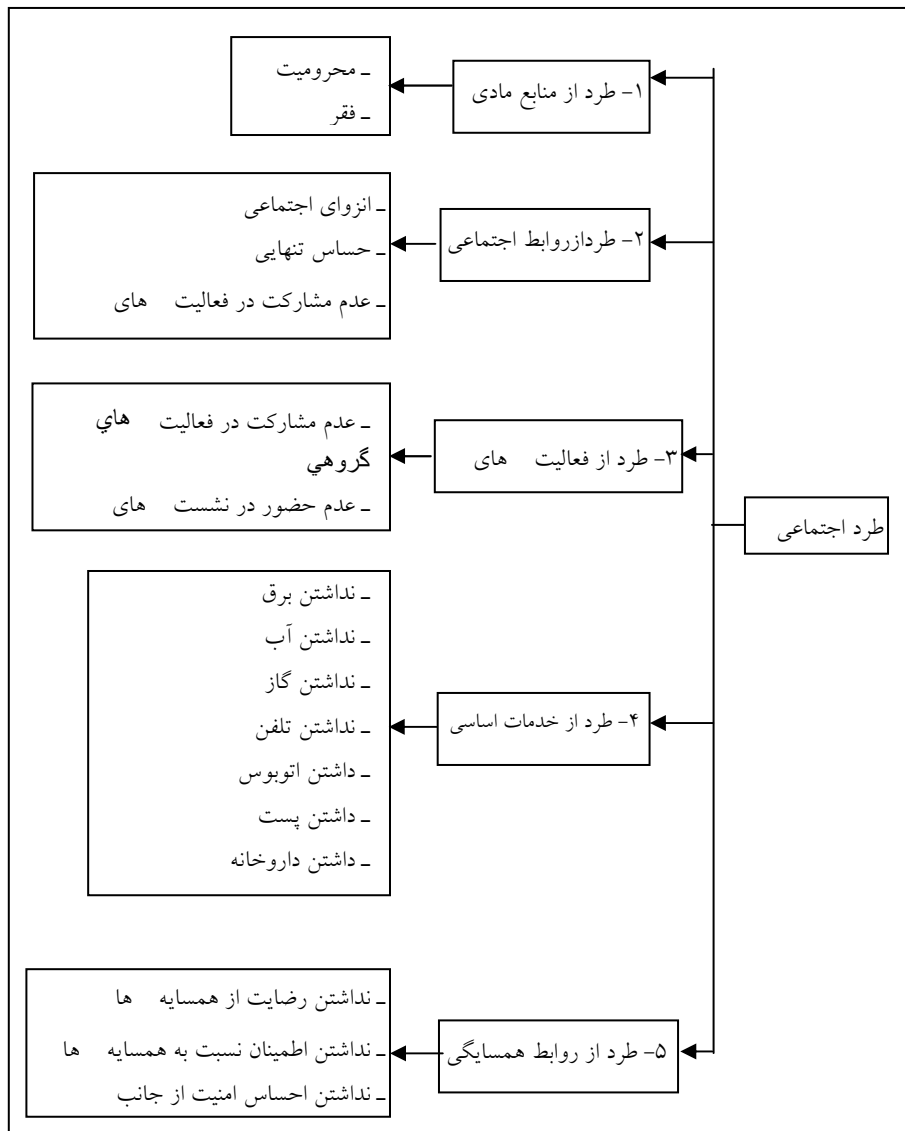 طرد اجتماعی
۱- طرد از منابع مادی
ـ محرومیت
ـ فقر
۲- طردازروابط اجتماعی
ـ انزوای اجتماعی
ـ حساس تنهایی
ـ عدم مشارکت در فعالیت های
۳- طرد از فعالیت های
ـ عدم مشارکت در فعالیت هاي
گروهي
ـ عدم حضور در نشست های
۴- طرد از خدمات اساسی
ـ نداشتن برق
ـ نداشتن آب
ـ نداشتن گاز
ـ نداشتن تلفن
ـ داشتن اتوبوس
ـ داشتن پست
ـ داشتن داروخانه
۵- طرد از روابط همسایگی
ـ نداشتن رضایت از همسایه ها
ـ نداشتن اطمینان نسبت به همسایه ها
ـ نداشتن احساس امنیت از جانب